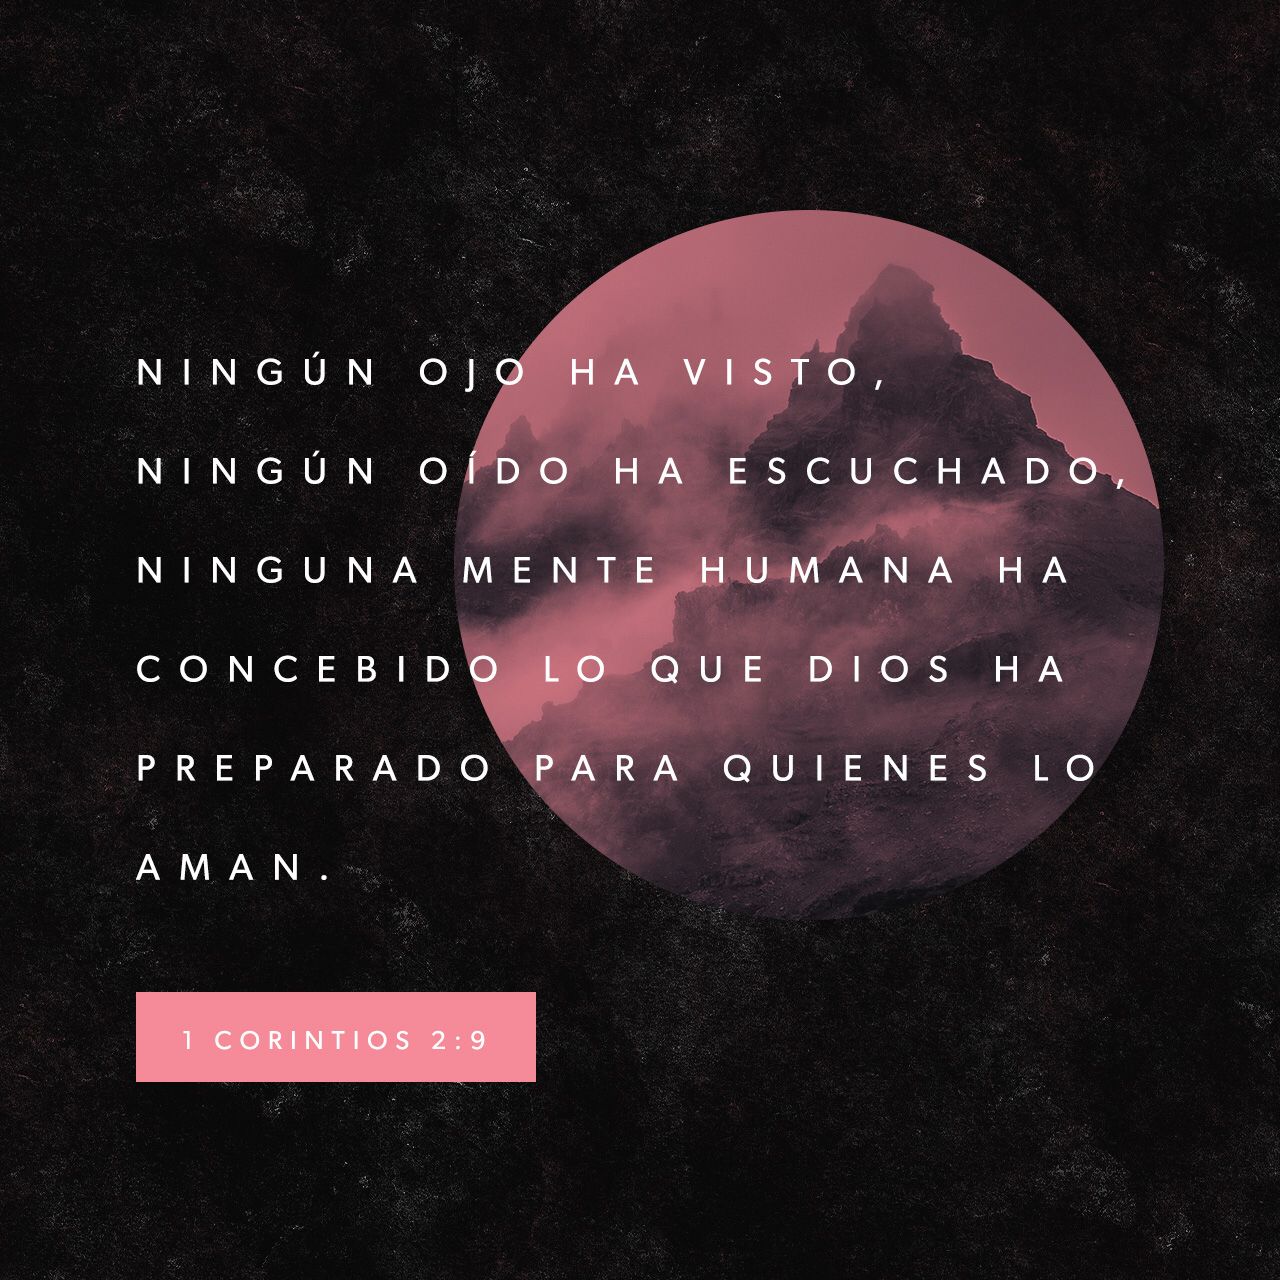 NINGÚN OJO HA VISTO,
NINGÚN OÍDO HA ESCUCHADO,
NINGUNA MENTE HUMANA HA
CONCEBIDO LO QUE DIOS HA
PREPARADO PARA QUIENES LO
AMAN.
1 CORINTIOS 2:9